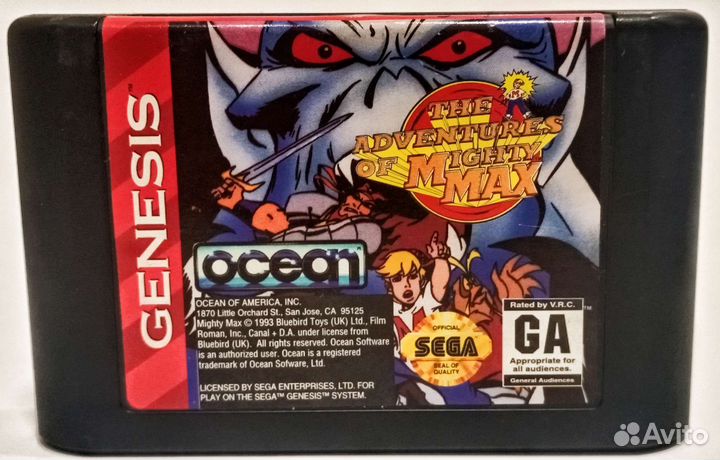 GENESIS™
THE
ADVENTURES
OF MIGHTY
MAX
ocean
OCEAN OF AMERICA, INC.
1870 Little Orchard St., San Jose, CA 95125
Mighty Max © 1993 Bluebird Toys (UK) Ltd., Film
Roman, Inc., Canal + D.A. under license from
Bluebird (UK). All rights reserved. Ocean Software
is an authorized user. Ocean is a registered
trademark of Ocean Sofware, Ltd.
LICENSED BY SEGA ENTERPRISES, LTD. FOR
PLAY ON THE SEGA™ GENESIS™ SYSTEM.
OFFICIAL
SEGA
SEAL OF
QUALITY
Rated by V.R.C.
™
GA
Appropriate for
all audiences.
General Audiences
Avito